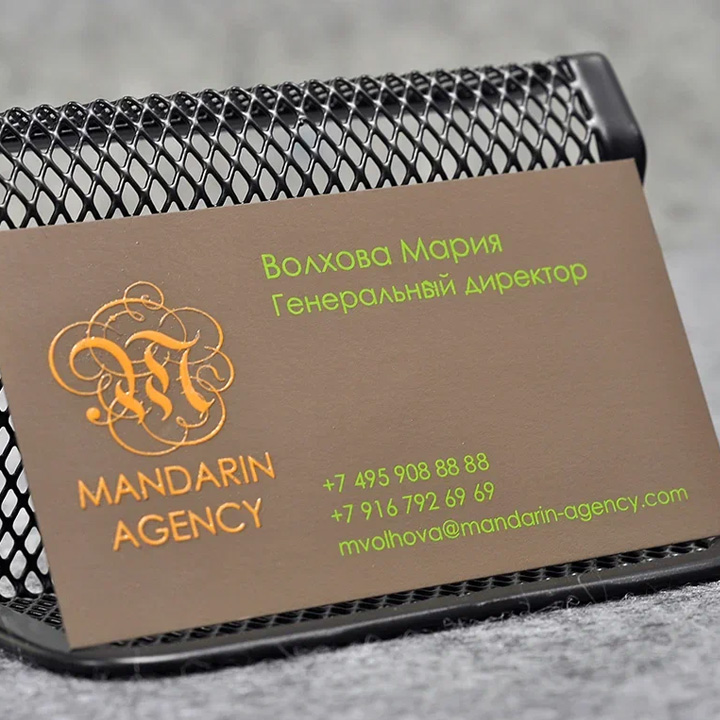 Волхова Мария
Генеральный директор
MANDARIN
AGENCY
+7 495 908 88 88
+7 916 792 69 69
mvolhova@mandarin-agency.com